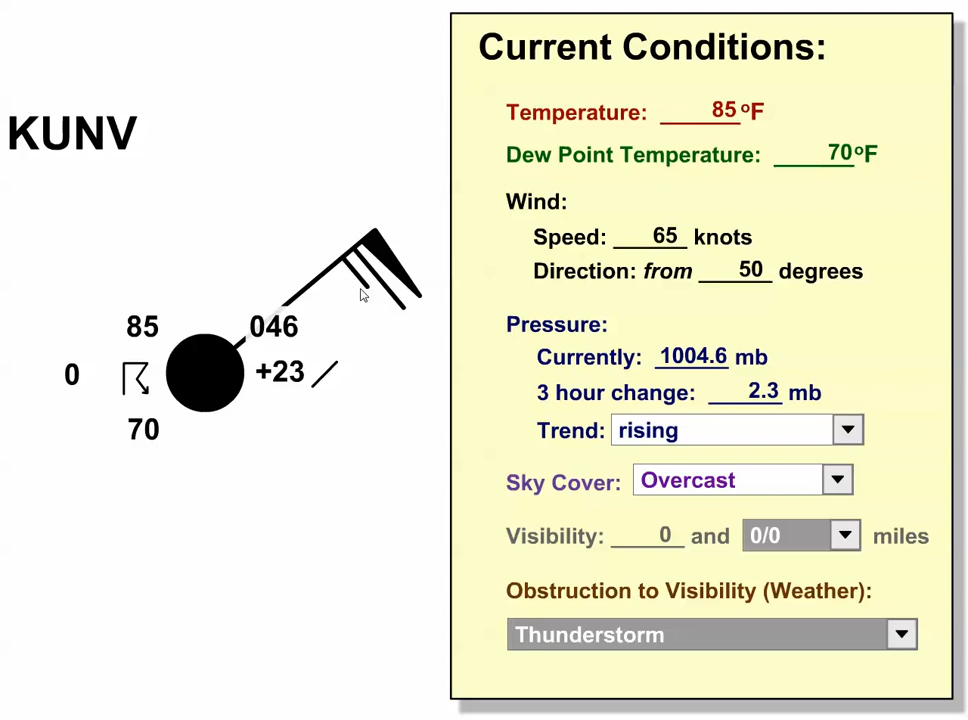 KUNV
85
046
0
+23
70
Current Conditions:
Temperature: 85 °F
Dew Point Temperature: 70 °F
Wind:
Speed: 65 knots
Direction: from 50 degrees
Pressure:
Currently: 1004.6 mb
3 hour change: 2.3 mb
Trend: rising
Sky Cover: Overcast
Visibility: 0 and 0/0 miles
Obstruction to Visibility (Weather):
Thunderstorm